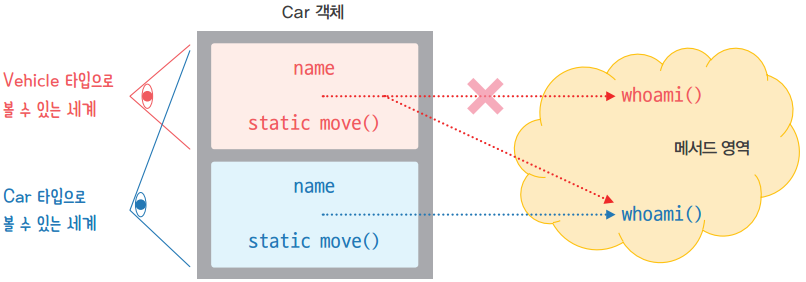 Car 객체
Vehicle 타입으로
볼 수 있는 세계
name
static move()
whoami()
메서드 영역
Car 타입으로
볼 수 있는 세계
name
static move()
whoami()